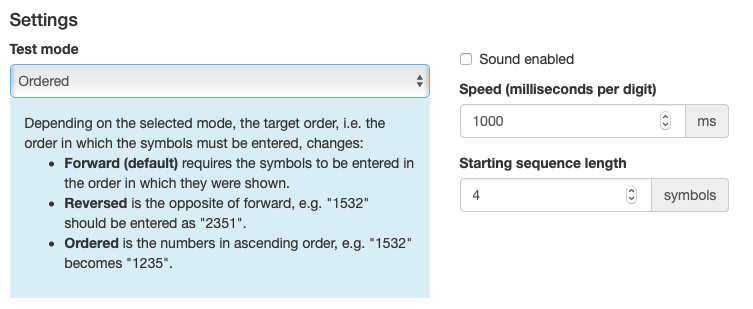 Settings
Test mode
Ordered
Depending on the selected mode, the target order, i.e. the
order in which the symbols must be entered, changes:
• Forward (default) requires the symbols to be entered in
the order in which they were shown.
• Reversed is the opposite of forward, e.g. "1532"
should be entered as "2351".
• Ordered is the numbers in ascending order, e.g. "1532"
becomes "1235".
Sound enabled
Speed (milliseconds per digit)
1000 ms
Starting sequence length
4 symbols